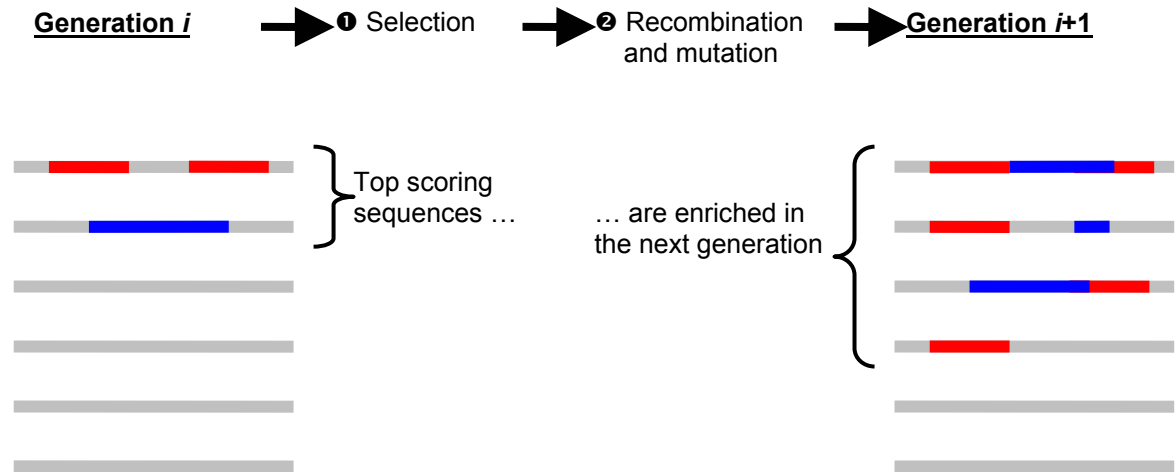 Generation i
❶ Selection
❷ Recombination
and mutation
Generation i+1
Top scoring
sequences …
… are enriched in
the next generation